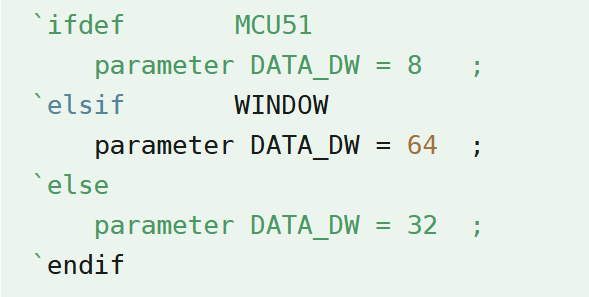 `ifdef       MCU51
    parameter DATA_DW = 8   ;
`elsif       WINDOW
    parameter DATA_DW = 64  ;
`else
    parameter DATA_DW = 32  ;
`endif